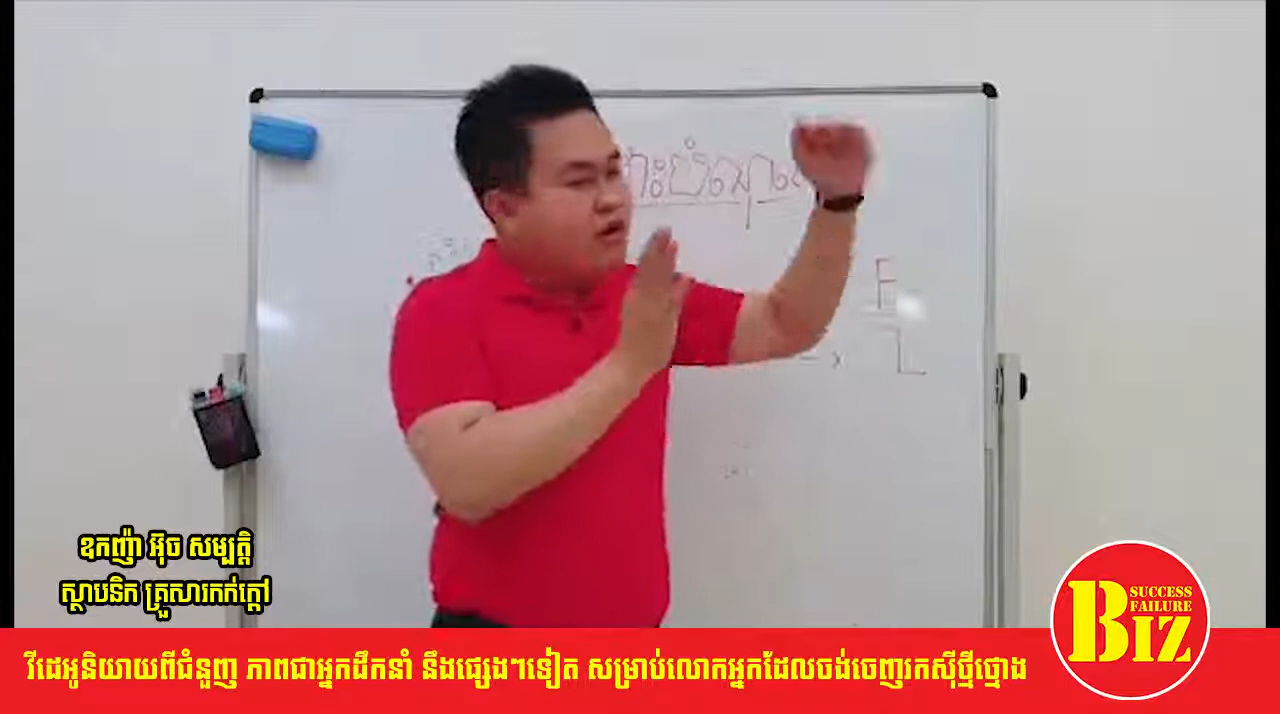 ឧកញ៉ា អ៊ុច សម្បត្តិ
ស្ថាបនិក គ្រួសារកក់ក្តៅ
SUCCESS
FAILURE
BIZ
វីដេអូនិយាយពីជំនួញ ភាពជាអ្នកដឹកនាំ នឹងផ្សេងៗទៀត សម្រាប់លោកអ្នកដែលចង់ចេញរកស៊ីថ្មីថ្មោង